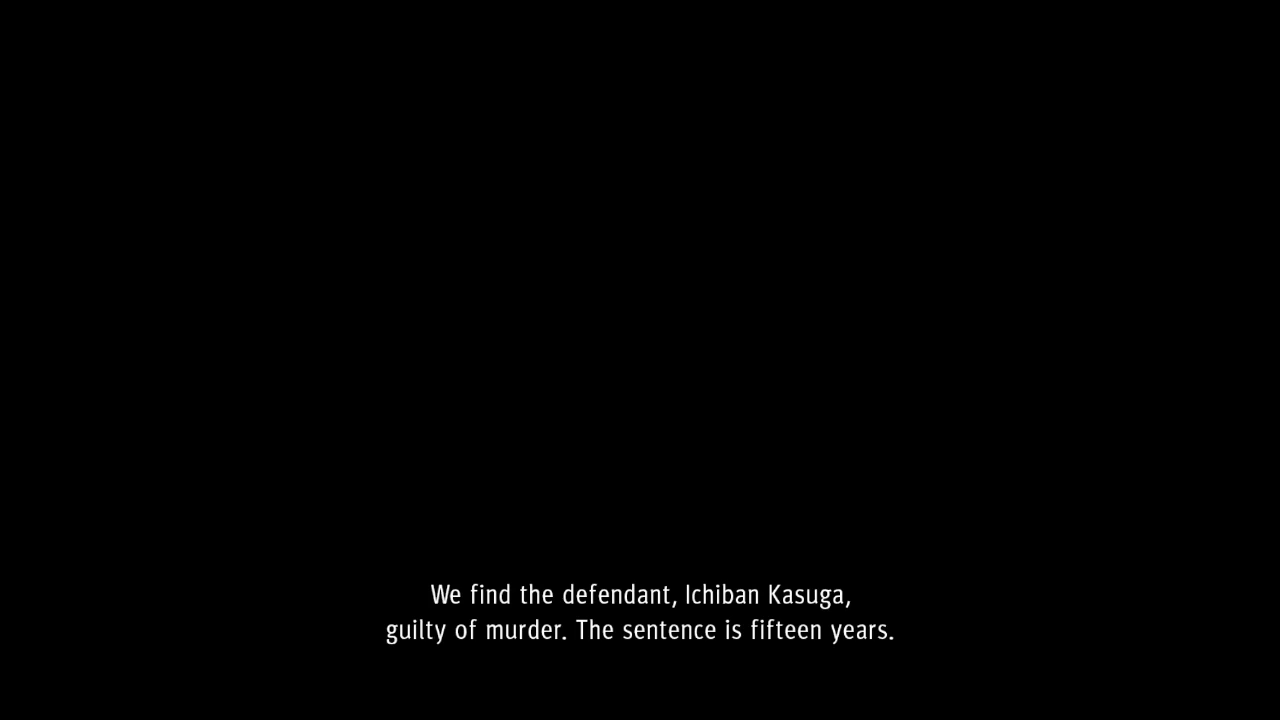 We find the defendant, Ichiban Kasuga,
guilty of murder. The sentence is fifteen years.